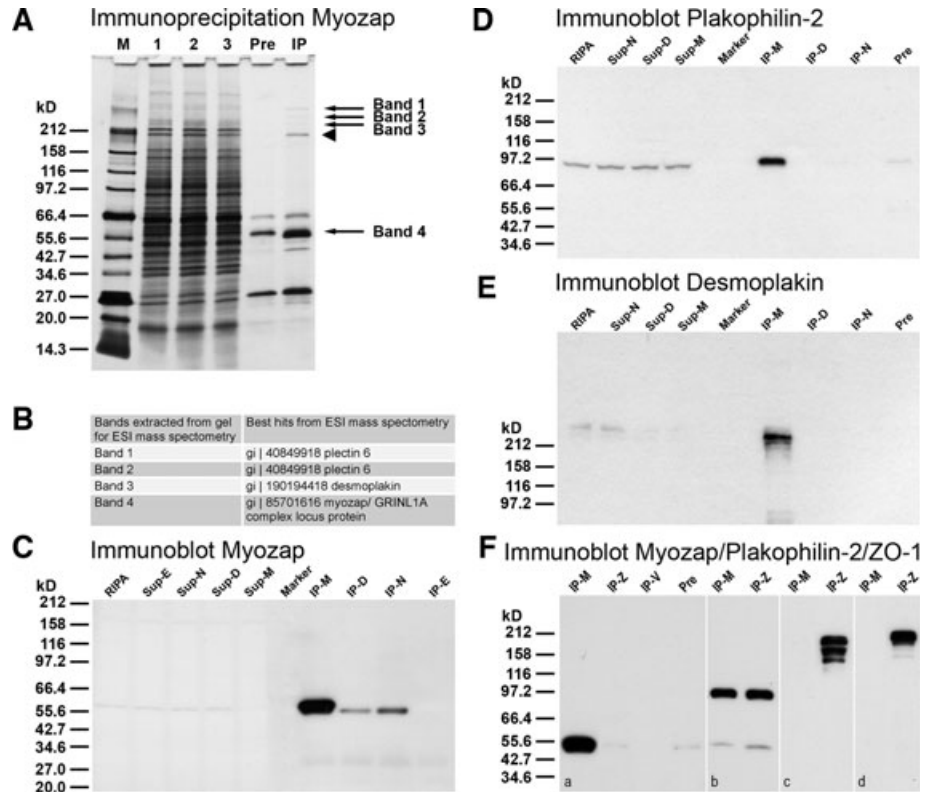 A Immunoprecipitation Myozap
M 1 2 3 Pre IP
kD
212
158
116
97.2
66.4
55.6
42.7
34.6
27.0
20.0
14.3
Band 1
Band 2
Band 3
Band 4
B
Bands extracted from gel for ESI mass spectometry
Best hits from ESI mass spectometry
Band 1 gi | 40849918 plectin 6
Band 2 gi | 40849918 plectin 6
Band 3 gi | 190194418 desmoplakin
Band 4 gi | 85701616 myozap/ GRINL1A complex locus protein
C Immunoblot Myozap
RIPA Sup-E Sup-N Sup-D Sup-M Marker IP-M IP-D IP-N IP-E
kD
212
158
116
97.2
66.4
55.6
42.7
34.6
27.0
20.0
D Immunoblot Plakophilin-2
RIPA Sup-N Sup-D Sup-M Marker IP-M IP-D IP-N Pre
kD
212
158
116
97.2
66.4
55.6
42.7
34.6
E Immunoblot Desmoplakin
RIPA Sup-N Sup-D Sup-M Marker IP-M IP-D IP-N Pre
kD
212
158
116
97.2
F Immunoblot Myozap/Plakophilin-2/ZO-1
IP-M IP-Z IP-V Pre IP-M IP-Z IP-M IP-Z IP-M IP-Z
kD
212
158
116
97.2
66.4
55.6
42.7
34.6
a b c d